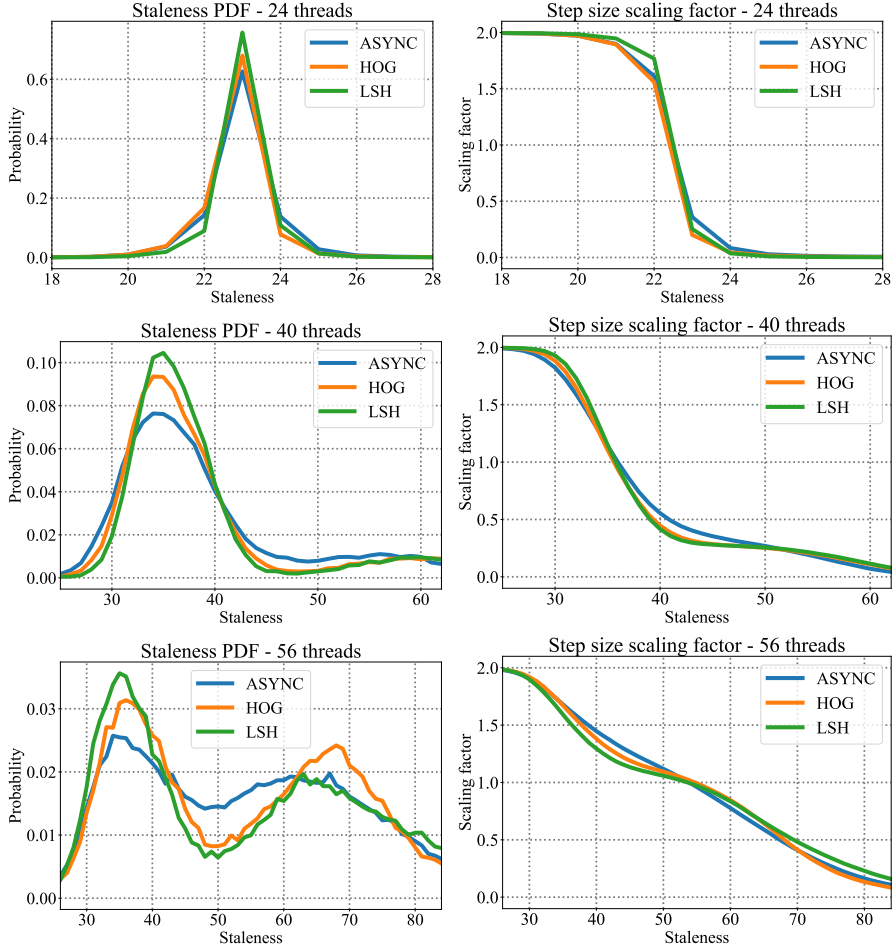 Staleness PDF - 24 threads
Probability
0.6
0.4
0.2
0.0
ASYNC
HOG
LSH
18 20 22 24 26 28
Staleness
Step size scaling factor - 24 threads
Scaling factor
2.0
1.5
1.0
0.5
0.0
ASYNC
HOG
LSH
18 20 22 24 26 28
Staleness
Staleness PDF - 40 threads
Probability
0.10
0.08
0.06
0.04
0.02
0.00
ASYNC
HOG
LSH
30 40 50 60
Staleness
Step size scaling factor - 40 threads
Scaling factor
2.0
1.5
1.0
0.5
0.0
ASYNC
HOG
LSH
30 40 50 60
Staleness
Staleness PDF - 56 threads
Probability
0.03
0.02
0.01
0.00
ASYNC
HOG
LSH
30 40 50 60 70 80
Staleness
Step size scaling factor - 56 threads
Scaling factor
2.0
1.5
1.0
0.5
0.0
ASYNC
HOG
LSH
30 40 50 60 70 80
Staleness